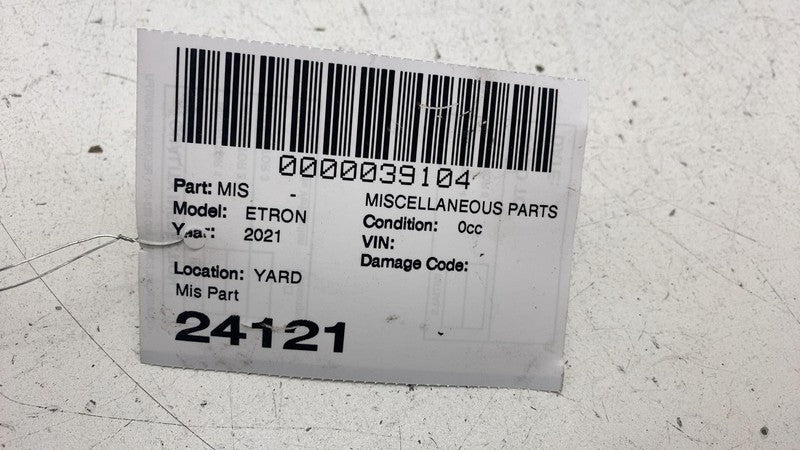 0000039104
Part: MIS - MISCELLANEOUS PARTS
Model: ETRON Condition: 0cc
Year: 2021 VIN:
Damage Code:
Location: YARD
Mis Part
24121